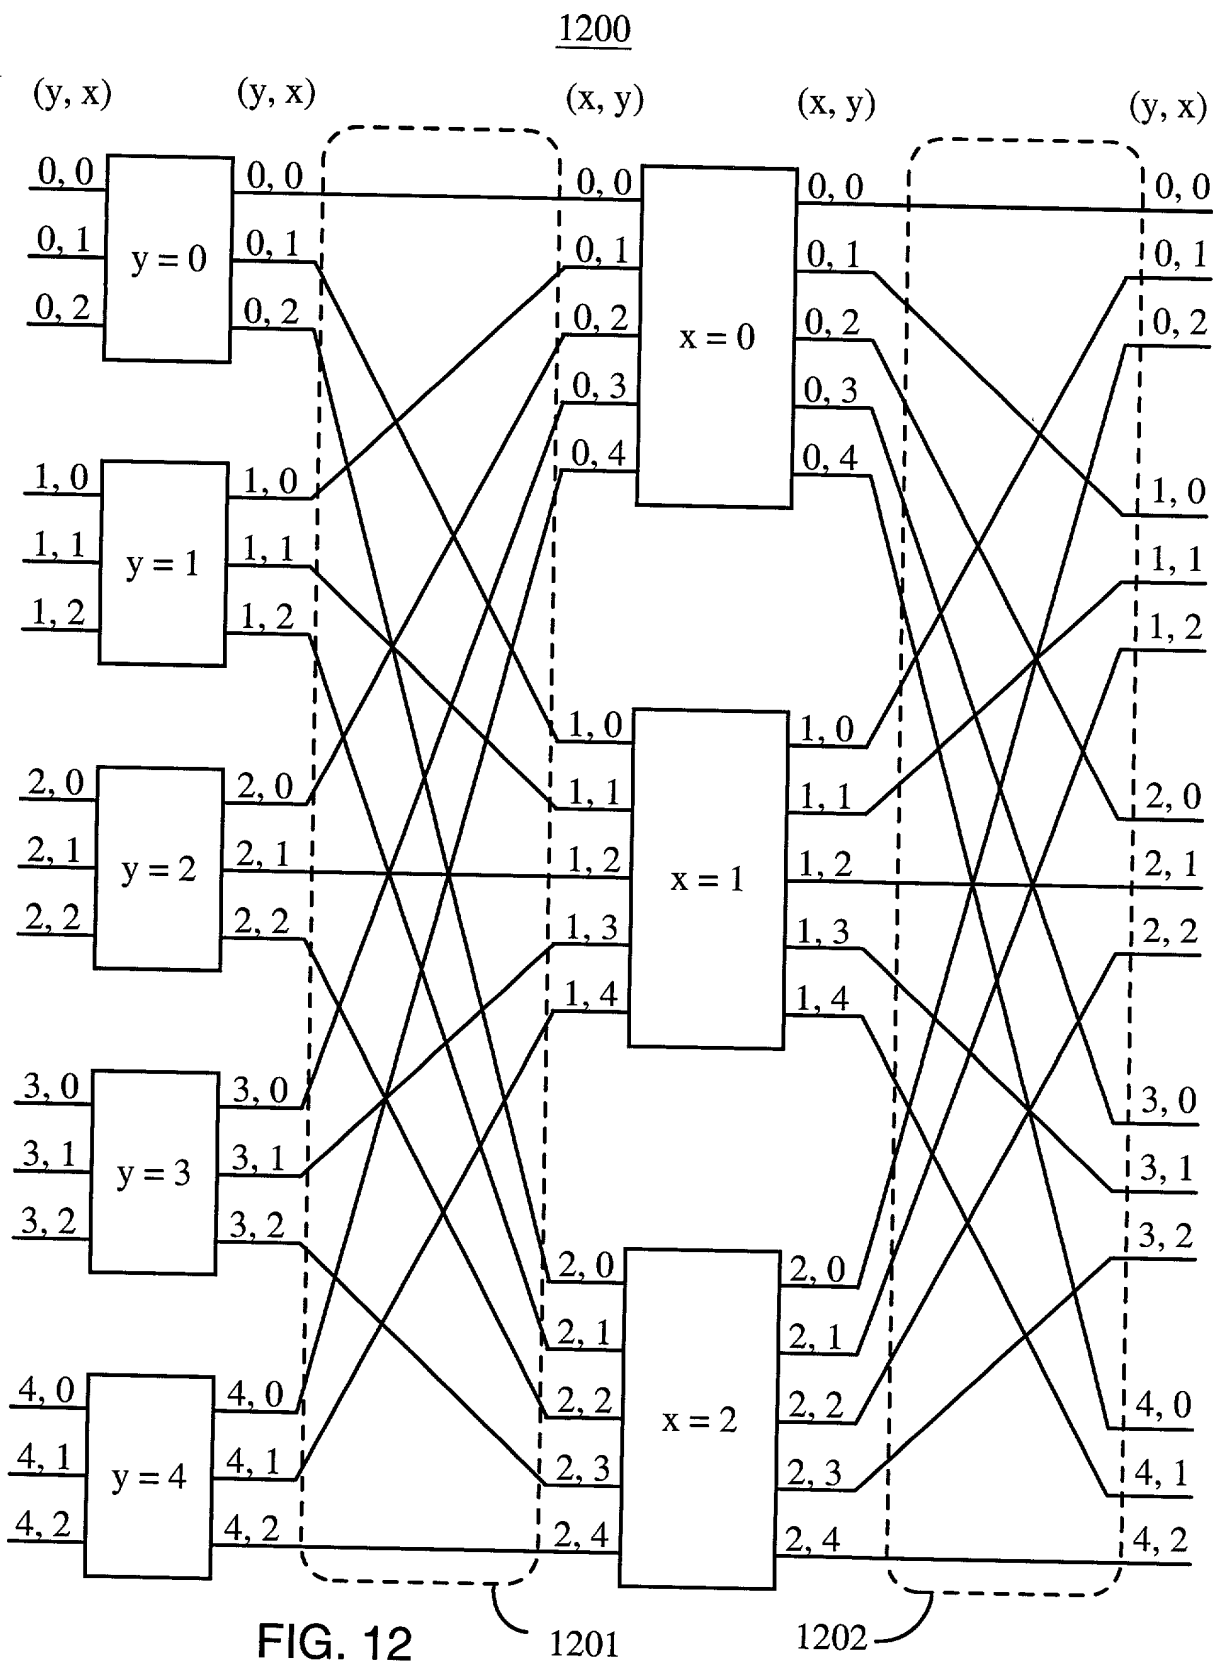 1200
(y, x) (y, x) (x, y) (x, y) (y, x)
0, 0 0, 0 0, 0 0, 0 0, 0
0, 1 y = 0 0, 1 0, 1 0, 1 0, 1
0, 2 0, 2 0, 2 x = 0 0, 2 0, 2
0, 3 0, 3
1, 0 1, 0 0, 4 0, 4 1, 0
1, 1 y = 1 1, 1 1, 1
1, 2 1, 2 1, 2
1, 0 1, 0
2, 0 2, 0 1, 1 1, 1 2, 0
2, 1 y = 2 2, 1 1, 2 x = 1 1, 2 2, 1
2, 2 2, 2 1, 3 1, 3 2, 2
1, 4 1, 4
3, 0 3, 0 3, 0
3, 1 y = 3 3, 1 3, 1
3, 2 3, 2 2, 0 2, 0 3, 2
2, 1 2, 1
4, 0 4, 0 2, 2 x = 2 2, 2 4, 0
4, 1 y = 4 4, 1 2, 3 2, 3 4, 1
4, 2 4, 2 2, 4 2, 4 4, 2
FIG. 12 1201 1202